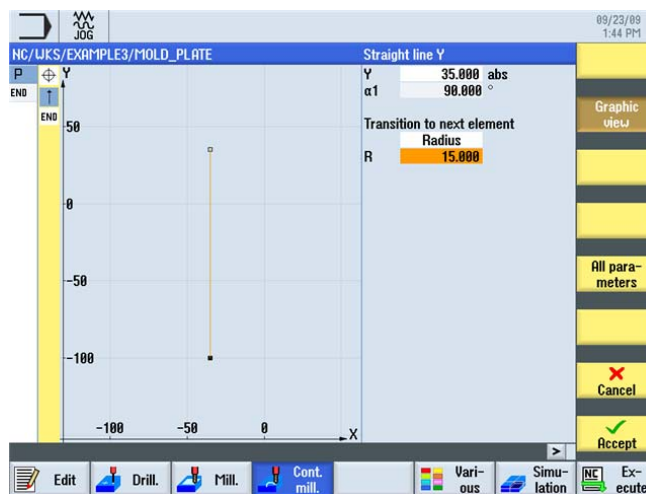 JOG
09/23/09
1:44 PM
NC/WKS/EXAMPLE3/MOLD_PLATE
Straight line Y
P
END
END
Y
50
0
-50
-100
-100
-50
0
X
Y 35.000 abs
α1 90.000 °
Transition to next element
Radius
R 15.000
Graphic
view
All para-
meters
Cancel
Accept
>
Edit
Drill.
Mill.
Cont.
mill.
Vari-
ous
Simu-
lation
NC
Ex-
ecute